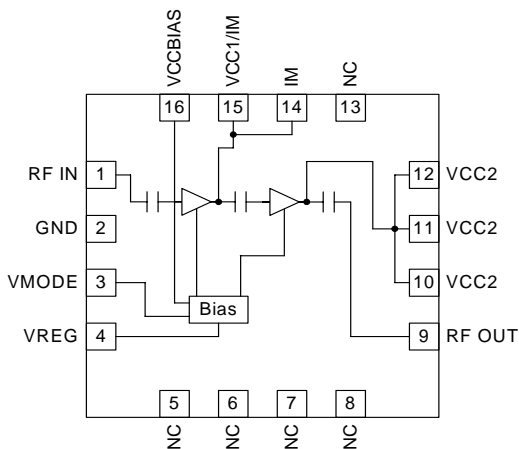 VCCBIAS
VCC1/IM
IM
NC
16
15
14
13
RF IN
1
12
VCC2
GND
2
11
VCC2
VMODE
3
10
VCC2
Bias
VREG
4
9
RF OUT
5
6
7
8
NC
NC
NC
NC